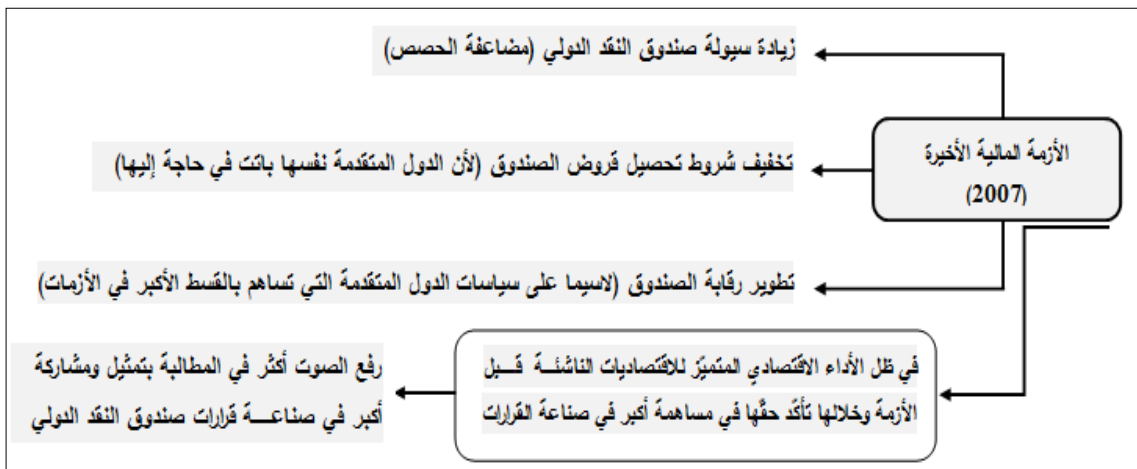 زيادة سيولة صندوق النقد الدولي (مضاعفة الحصص)
الأزمة المالية الأخيرة
(2007)
تخفيف شروط تحصيل قروض الصندوق (لأن الدول المتقدمة نفسها باتت في حاجة إليها)
تطوير رقابة الصندوق (لاسيما على سياسات الدول المتقدمة التي تساهم بالقسط الأكبر في الأزمات)
في ظل الأداء الاقتصادي المتميّز للاقتصاديات الناشئة قبل
الأزمة وخلالها تأكّد حقّها في مساهمة أكبر في صناعة القرارات
رفع الصوت أكثر في المطالبة بتمثيل ومشاركة
أكبر في صناعة قرارات صندوق النقد الدولي